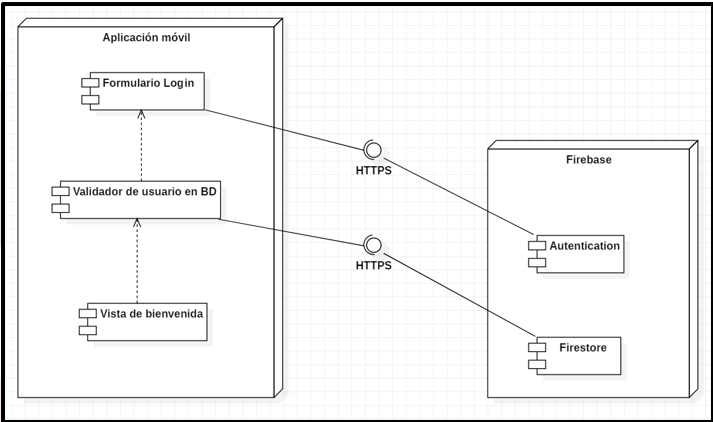 Aplicación móvil
Formulario Login
HTTPS
Firebase
Validador de usuario en BD
Autentication
HTTPS
Vista de bienvenida
Firestore